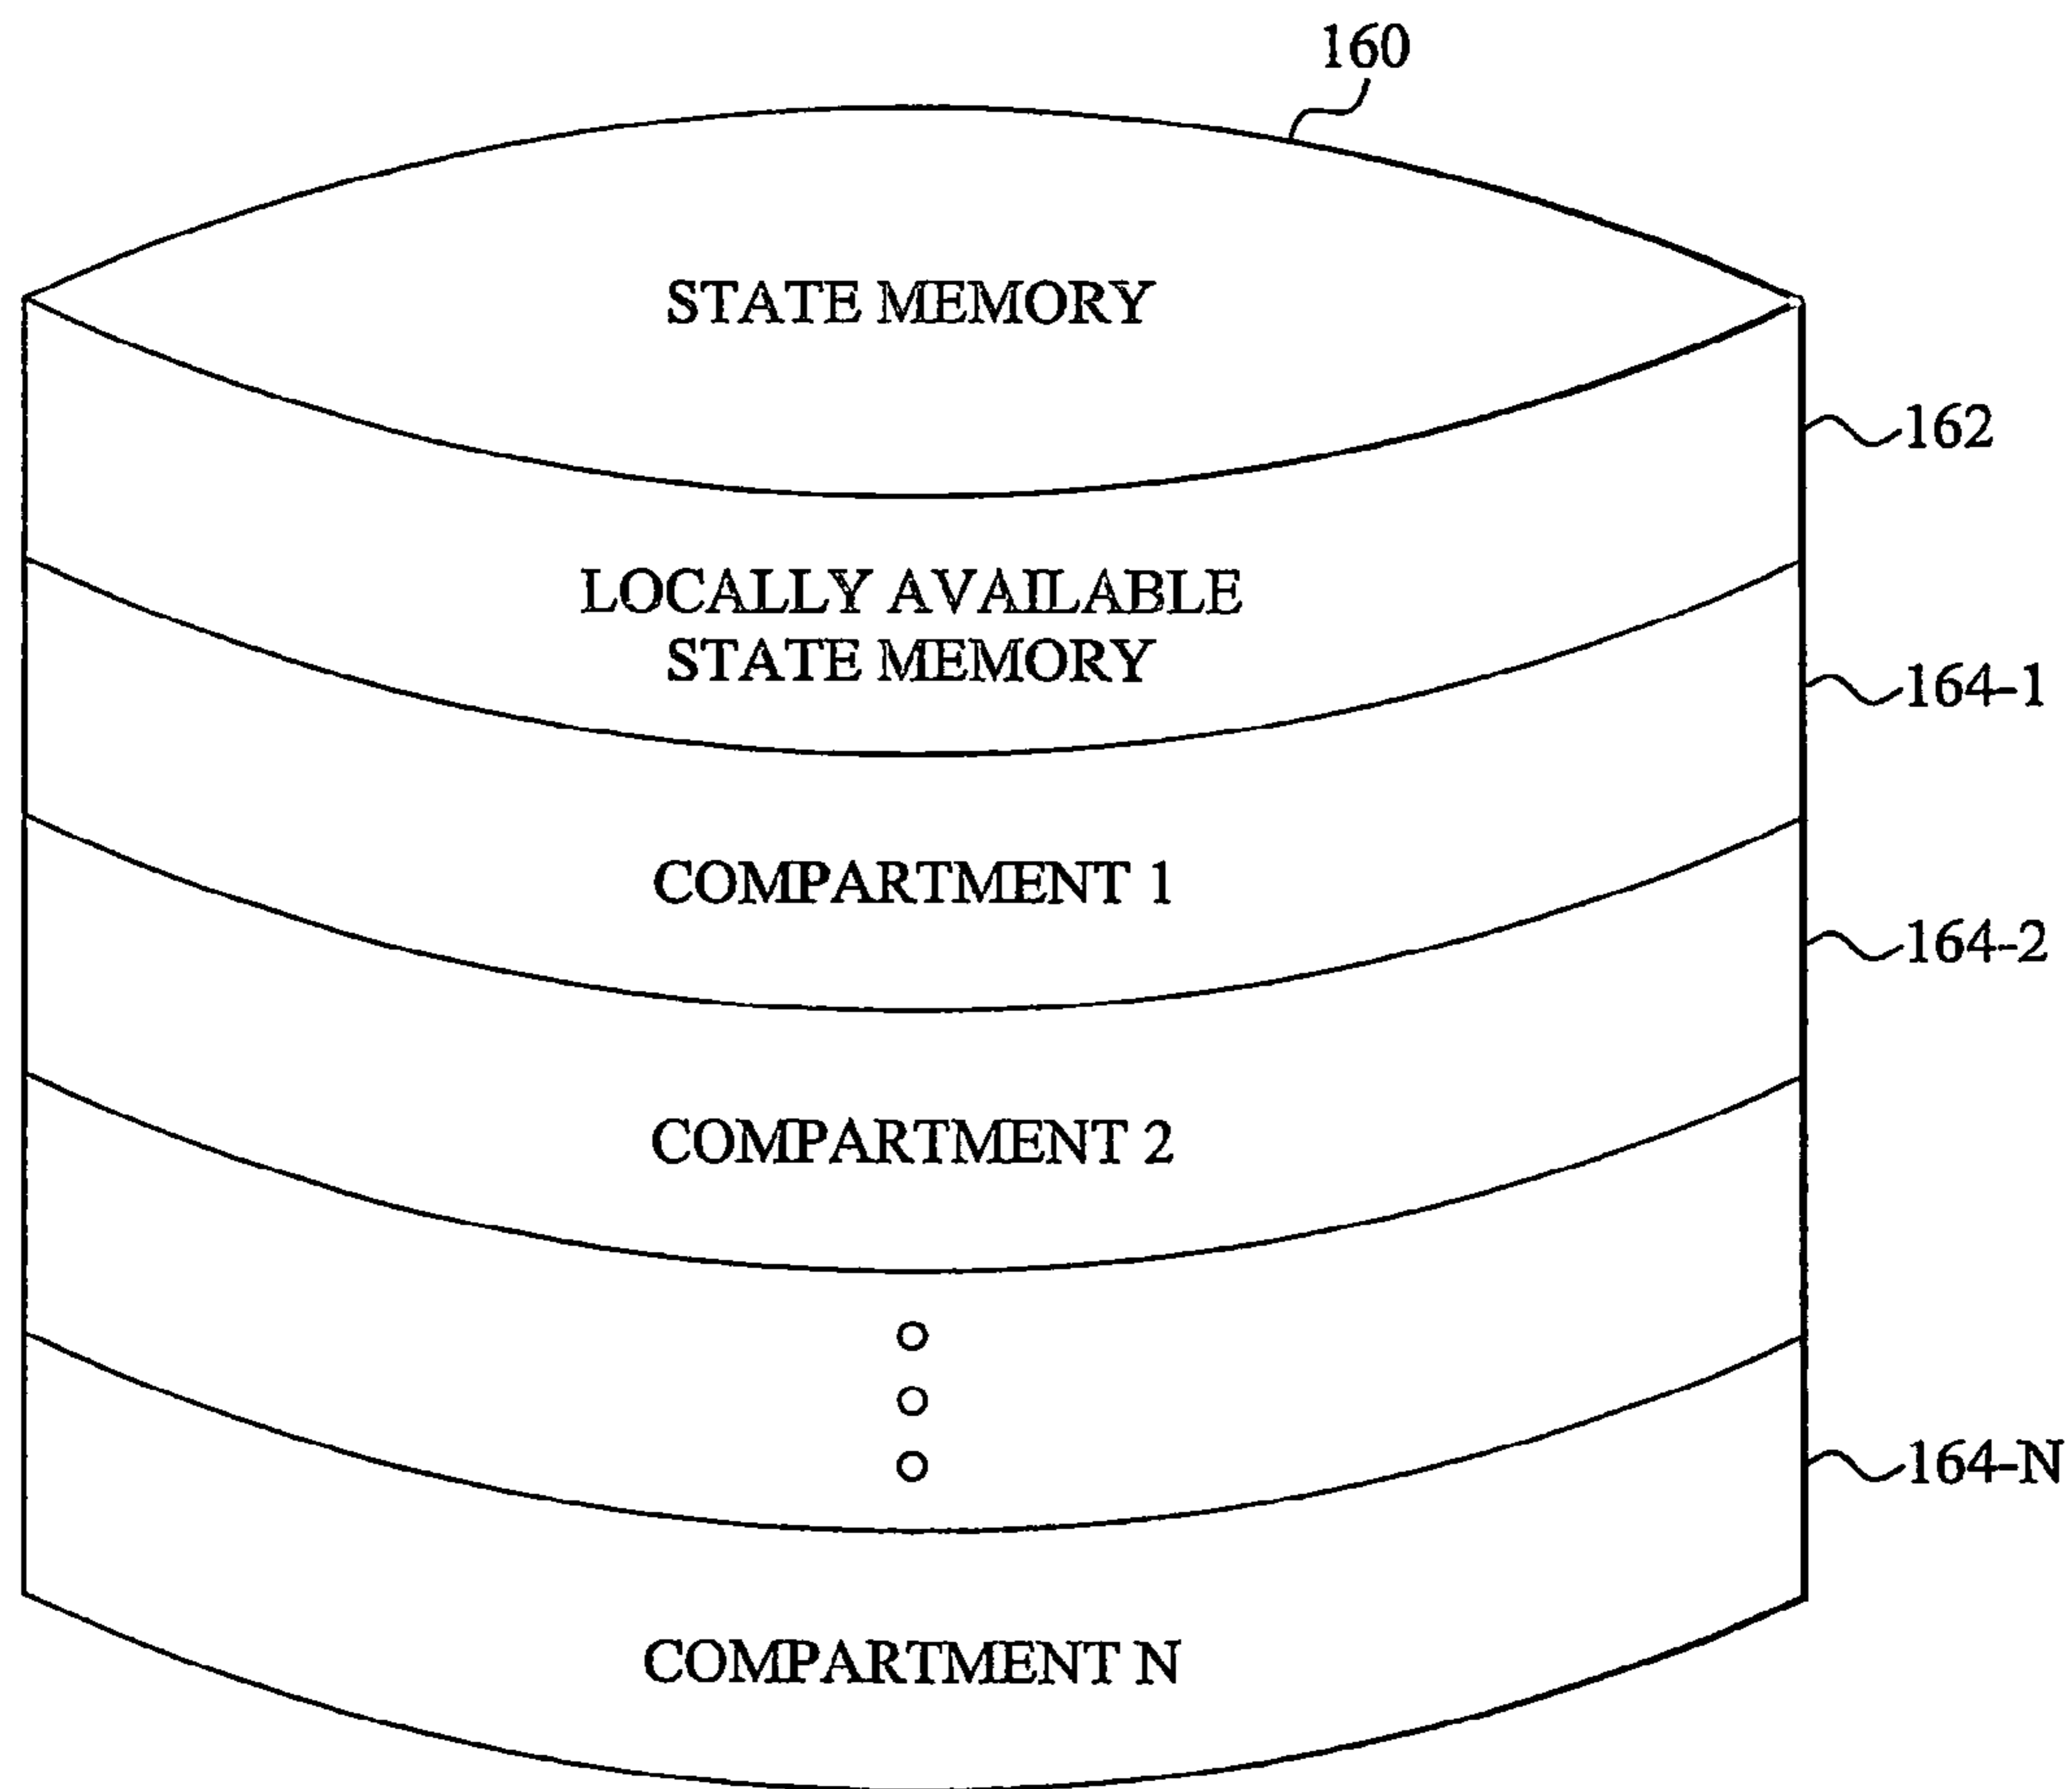 160
STATE MEMORY
162
LOCALLY AVAILABLE
STATE MEMORY
164-1
COMPARTMENT 1
164-2
COMPARTMENT 2
164-N
COMPARTMENT N